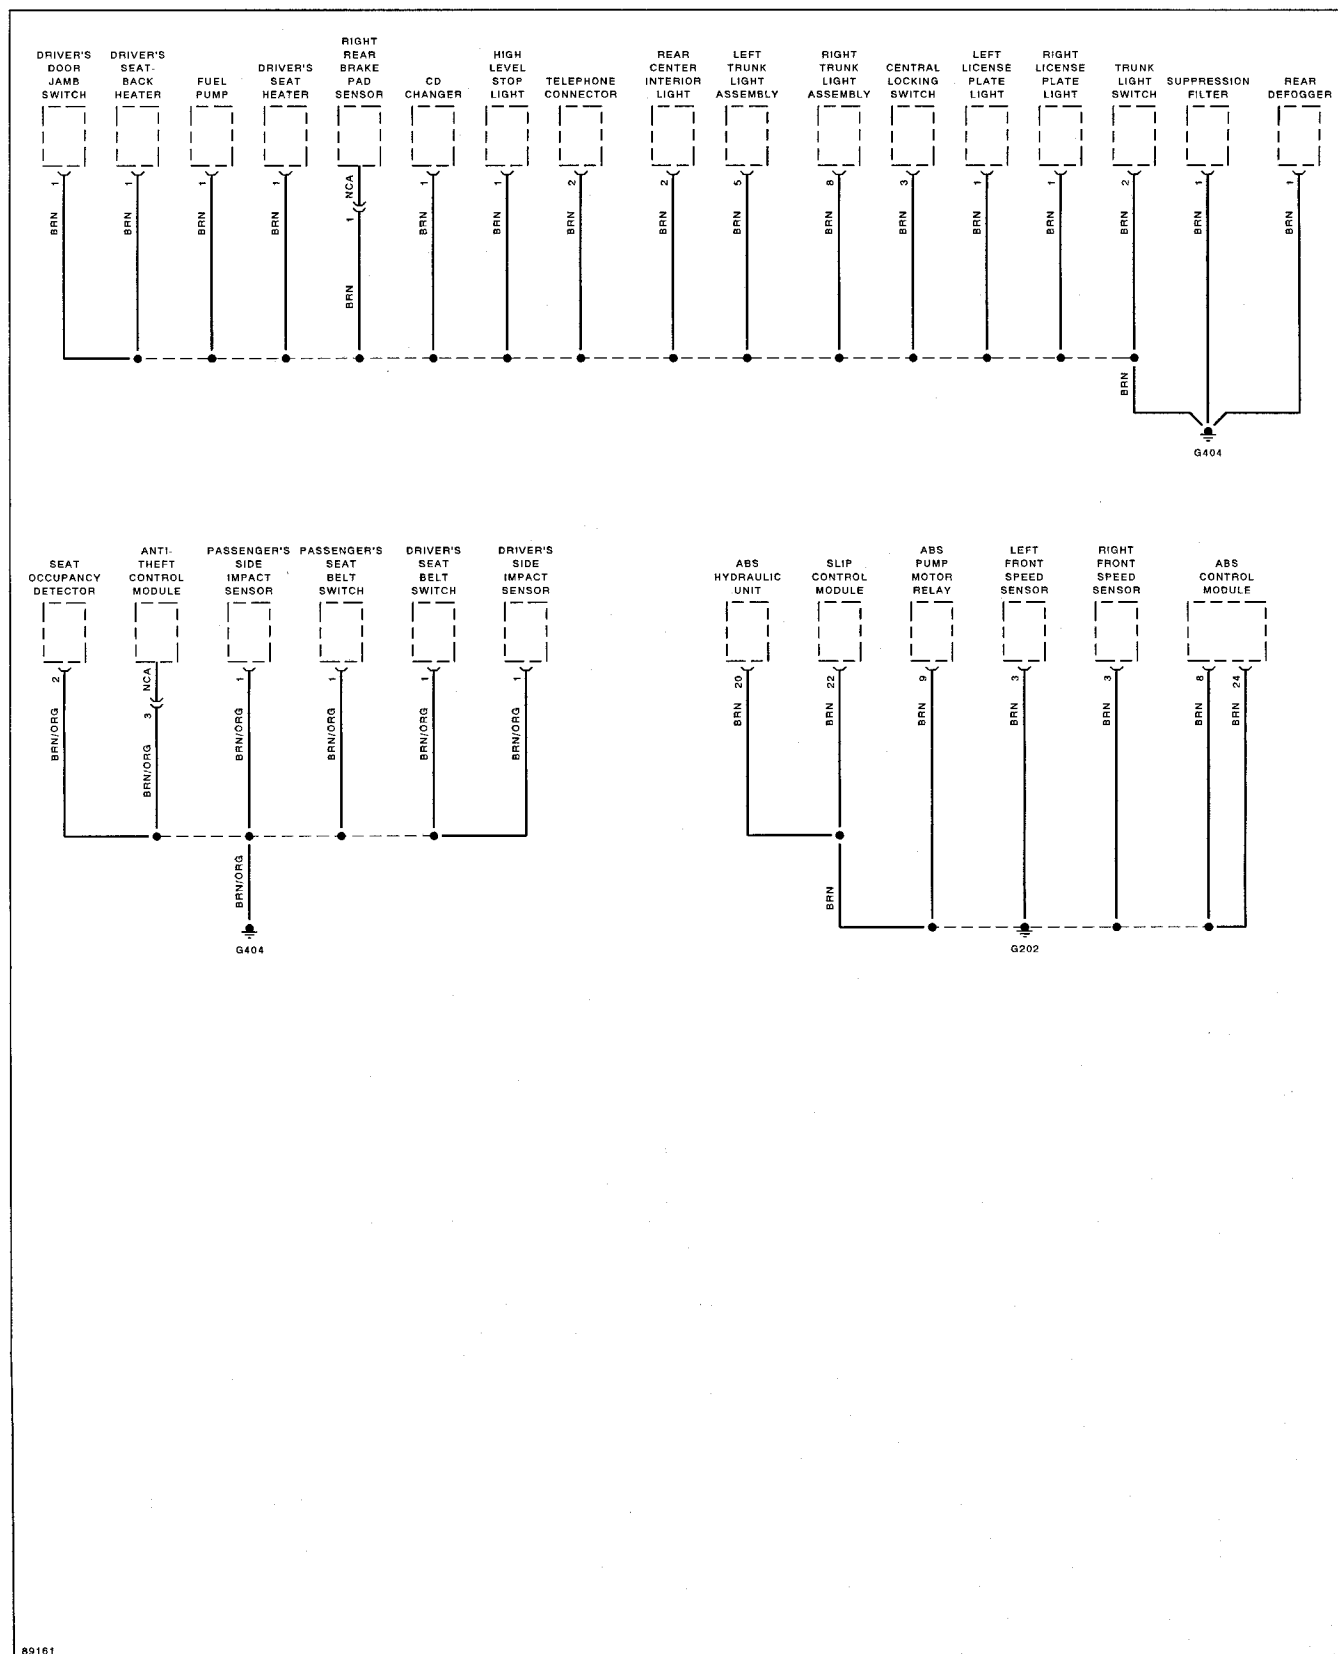 DRIVER'S DOOR JAMB SWITCH
DRIVER'S SEAT- BACK HEATER
FUEL PUMP
DRIVER'S SEAT HEATER
RIGHT REAR BRAKE PAD SENSOR
CD CHANGER
HIGH LEVEL STOP LIGHT
TELEPHONE CONNECTOR
REAR CENTER INTERIOR LIGHT
LEFT TRUNK LIGHT ASSEMBLY
RIGHT TRUNK LIGHT ASSEMBLY
CENTRAL LOCKING SWITCH
LEFT LICENSE PLATE LIGHT
RIGHT LICENSE PLATE LIGHT
TRUNK LIGHT SWITCH
SUPPRESSION FILTER
REAR DEFOGGER
1 1 1 1 NCA 1 1 2 2 5 8 3 1 1 2 1 1
1
BRN BRN BRN BRN BRN BRN BRN BRN BRN BRN BRN BRN BRN BRN BRN BRN
BRN
BRN
G404
SEAT OCCUPANCY DETECTOR
ANTI- THEFT CONTROL MODULE
PASSENGER'S SIDE IMPACT SENSOR
PASSENGER'S SEAT BELT SWITCH
DRIVER'S SEAT BELT SWITCH
DRIVER'S SIDE IMPACT SENSOR
2 NCA 1 1 1 1
3
BRN/ORG BRN/ORG BRN/ORG BRN/ORG BRN/ORG BRN/ORG
BRN/ORG
G404
ABS HYDRAULIC UNIT
SLIP CONTROL MODULE
ABS PUMP MOTOR RELAY
LEFT FRONT SPEED SENSOR
RIGHT FRONT SPEED SENSOR
ABS CONTROL MODULE
20 22 9 3 3 8 24
BRN BRN BRN BRN BRN BRN BRN
BRN
G202
89161